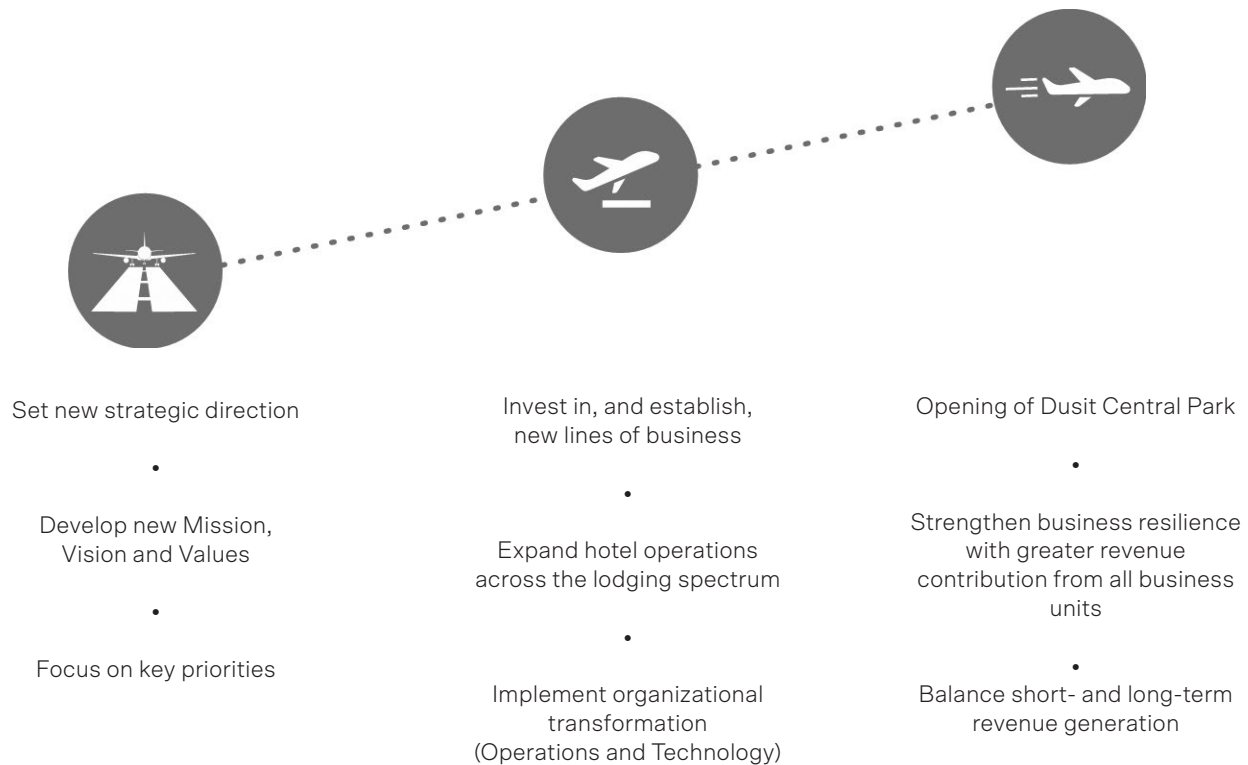 Set new strategic direction
•
Develop new Mission,
Vision and Values
•
Focus on key priorities
Invest in, and establish,
new lines of business
•
Expand hotel operations
across the lodging spectrum
•
Implement organizational
transformation
(Operations and Technology)
Opening of Dusit Central Park
•
Strengthen business resilience
with greater revenue
contribution from all business
units
•
Balance short- and long-term
revenue generation